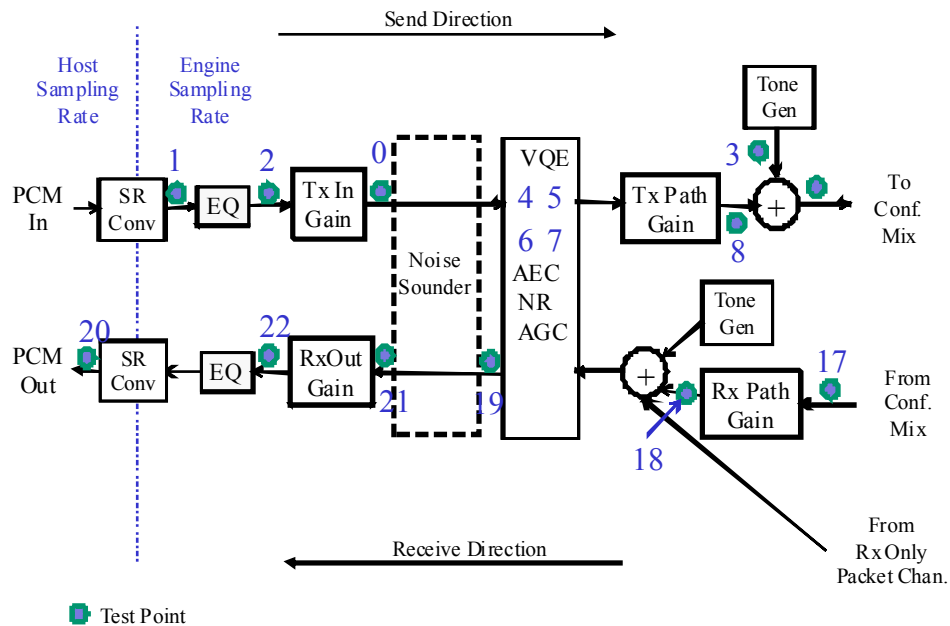 Send Direction
Host
Sampling
Rate
Engine
Sampling
Rate
Tone
Gen
PCM
In
SR
Conv
1
EQ
2
Tx In
Gain
0
Noise
Sounder
VQE
4 5
6 7
AEC
NR
AGC
Tx Path
Gain
8
3
+
To
Conf.
Mix
PCM
Out
20
SR
Conv
EQ
22
RxOut
Gain
21
19
+
Tone
Gen
18
Rx Path
Gain
17
From
Conf.
Mix
From
Rx Only
Packet Chan.
Receive Direction
Test Point